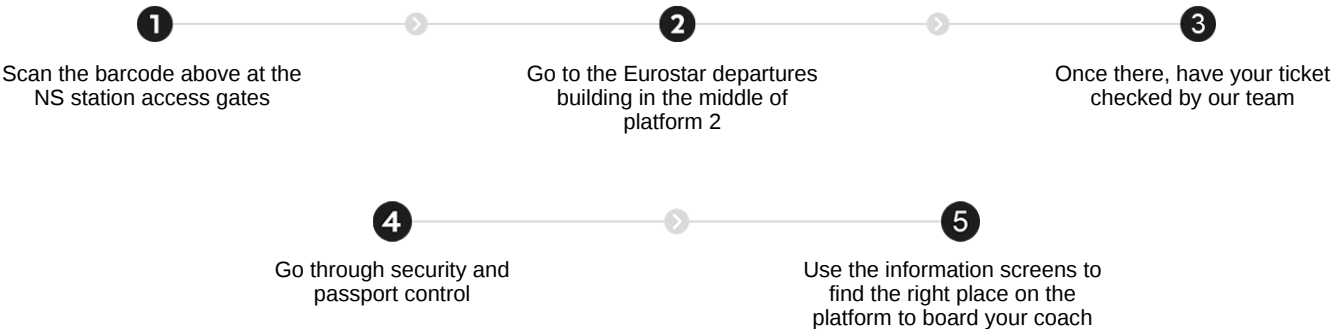 1
2
3
Scan the barcode above at the
NS station access gates
Go to the Eurostar departures
building in the middle of
platform 2
Once there, have your ticket
checked by our team
4
5
Go through security and
passport control
Use the information screens to
find the right place on the
platform to board your coach